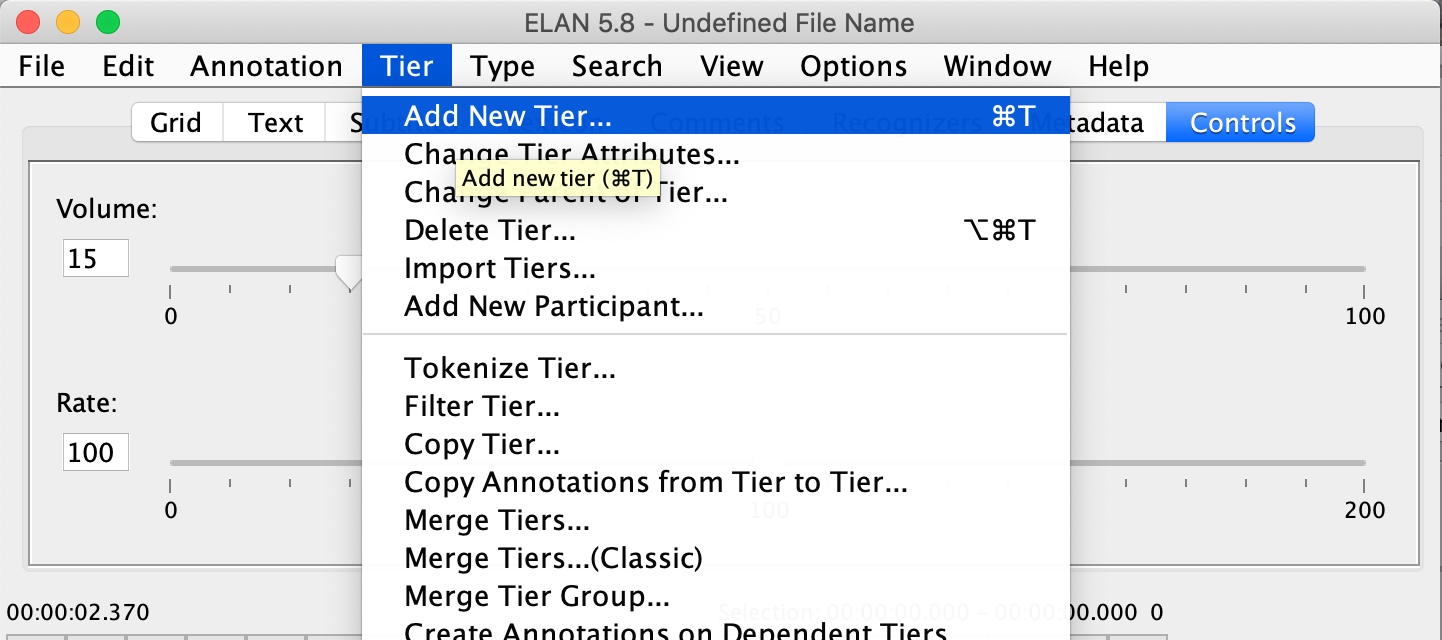 ELAN 5.8 - Undefined File Name
File Edit Annotation Tier Type Search View Options Window Help
Grid Text Comments Recognizers Metadata Controls
Add New Tier... ⌘T
Change Tier Attributes...
Add new tier (⌘T)
Change Parent of Tier...
Delete Tier... ⌥⌘T
Import Tiers...
Add New Participant...
Volume:
15
0 50 100
Tokenize Tier...
Filter Tier...
Copy Tier...
Copy Annotations from Tier to Tier...
Merge Tiers...
Merge Tiers...(Classic)
Merge Tier Group...
Create Annotations on Dependent Tiers
Rate:
100
0 100 200
00:00:02.370
Selection: 00:00:00.000 - 00:00:00.000 0